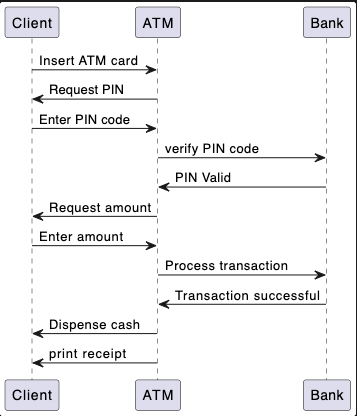 Client ATM Bank
Insert ATM card
Request PIN
Enter PIN code
verify PIN code
PIN Valid
Request amount
Enter amount
Process transaction
Transaction successful
Dispense cash
print receipt
Client ATM Bank